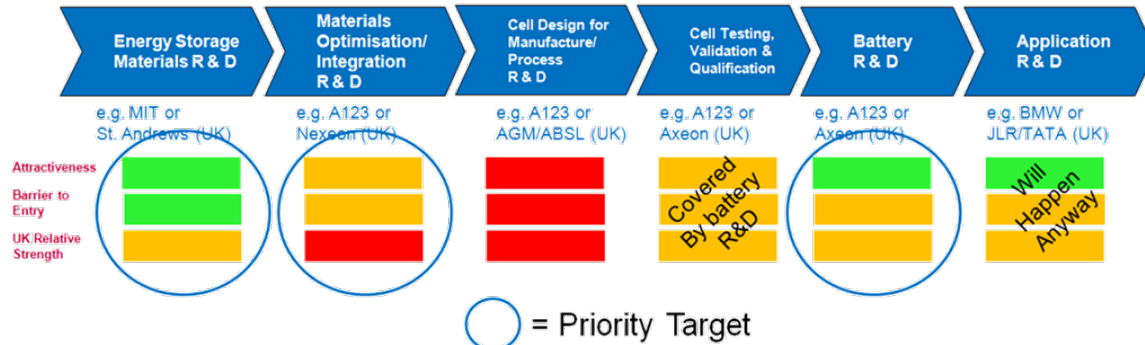 Energy Storage
Materials R & D
Materials
Optimisation/
Integration
R & D
Cell Design for
Manufacture/
Process
R & D
Cell Testing,
Validation &
Qualification
Battery
R & D
Application
R & D
e.g. MIT or
St. Andrews (UK)
e.g. A123 or
Nexeon (UK)
e.g. A123 or
AGM/ABSL (UK)
e.g. A123 or
Axeon (UK)
e.g. A123 or
Axeon (UK)
e.g. BMW or
JLR/TATA (UK)
Attractiveness
Barrier to
Entry
UK Relative
Strength
Covered
By battery
R&D
Will
Happen
Anyway
= Priority Target